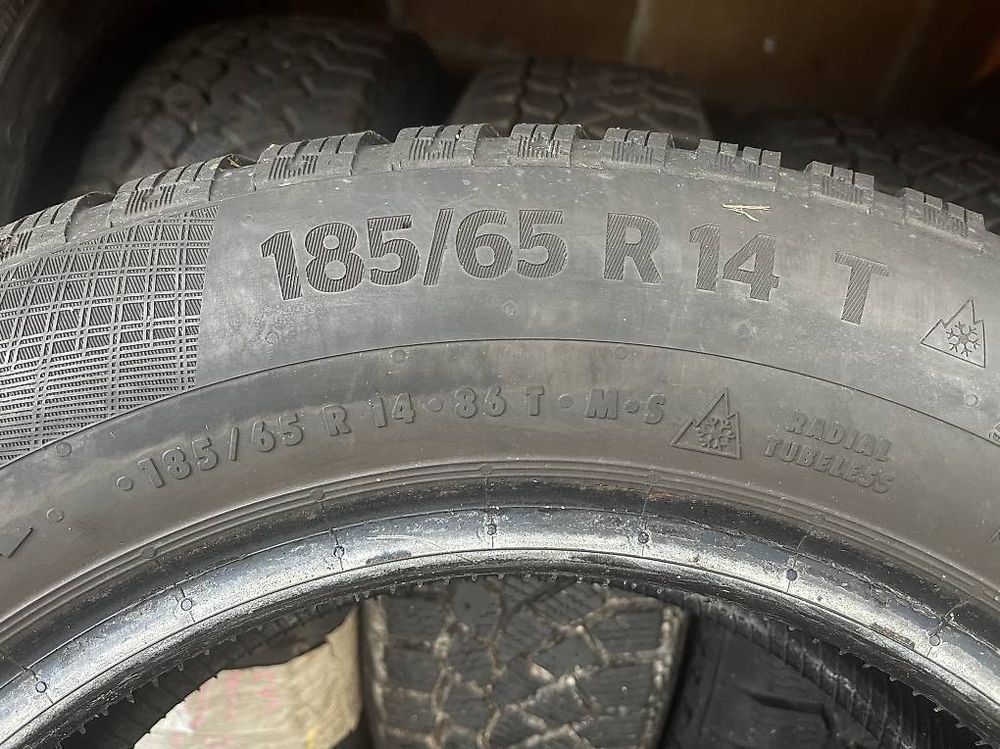 185/65 R 14 T
185/65 R 14 • 86 T • M•S
RADIAL
TUBELESS